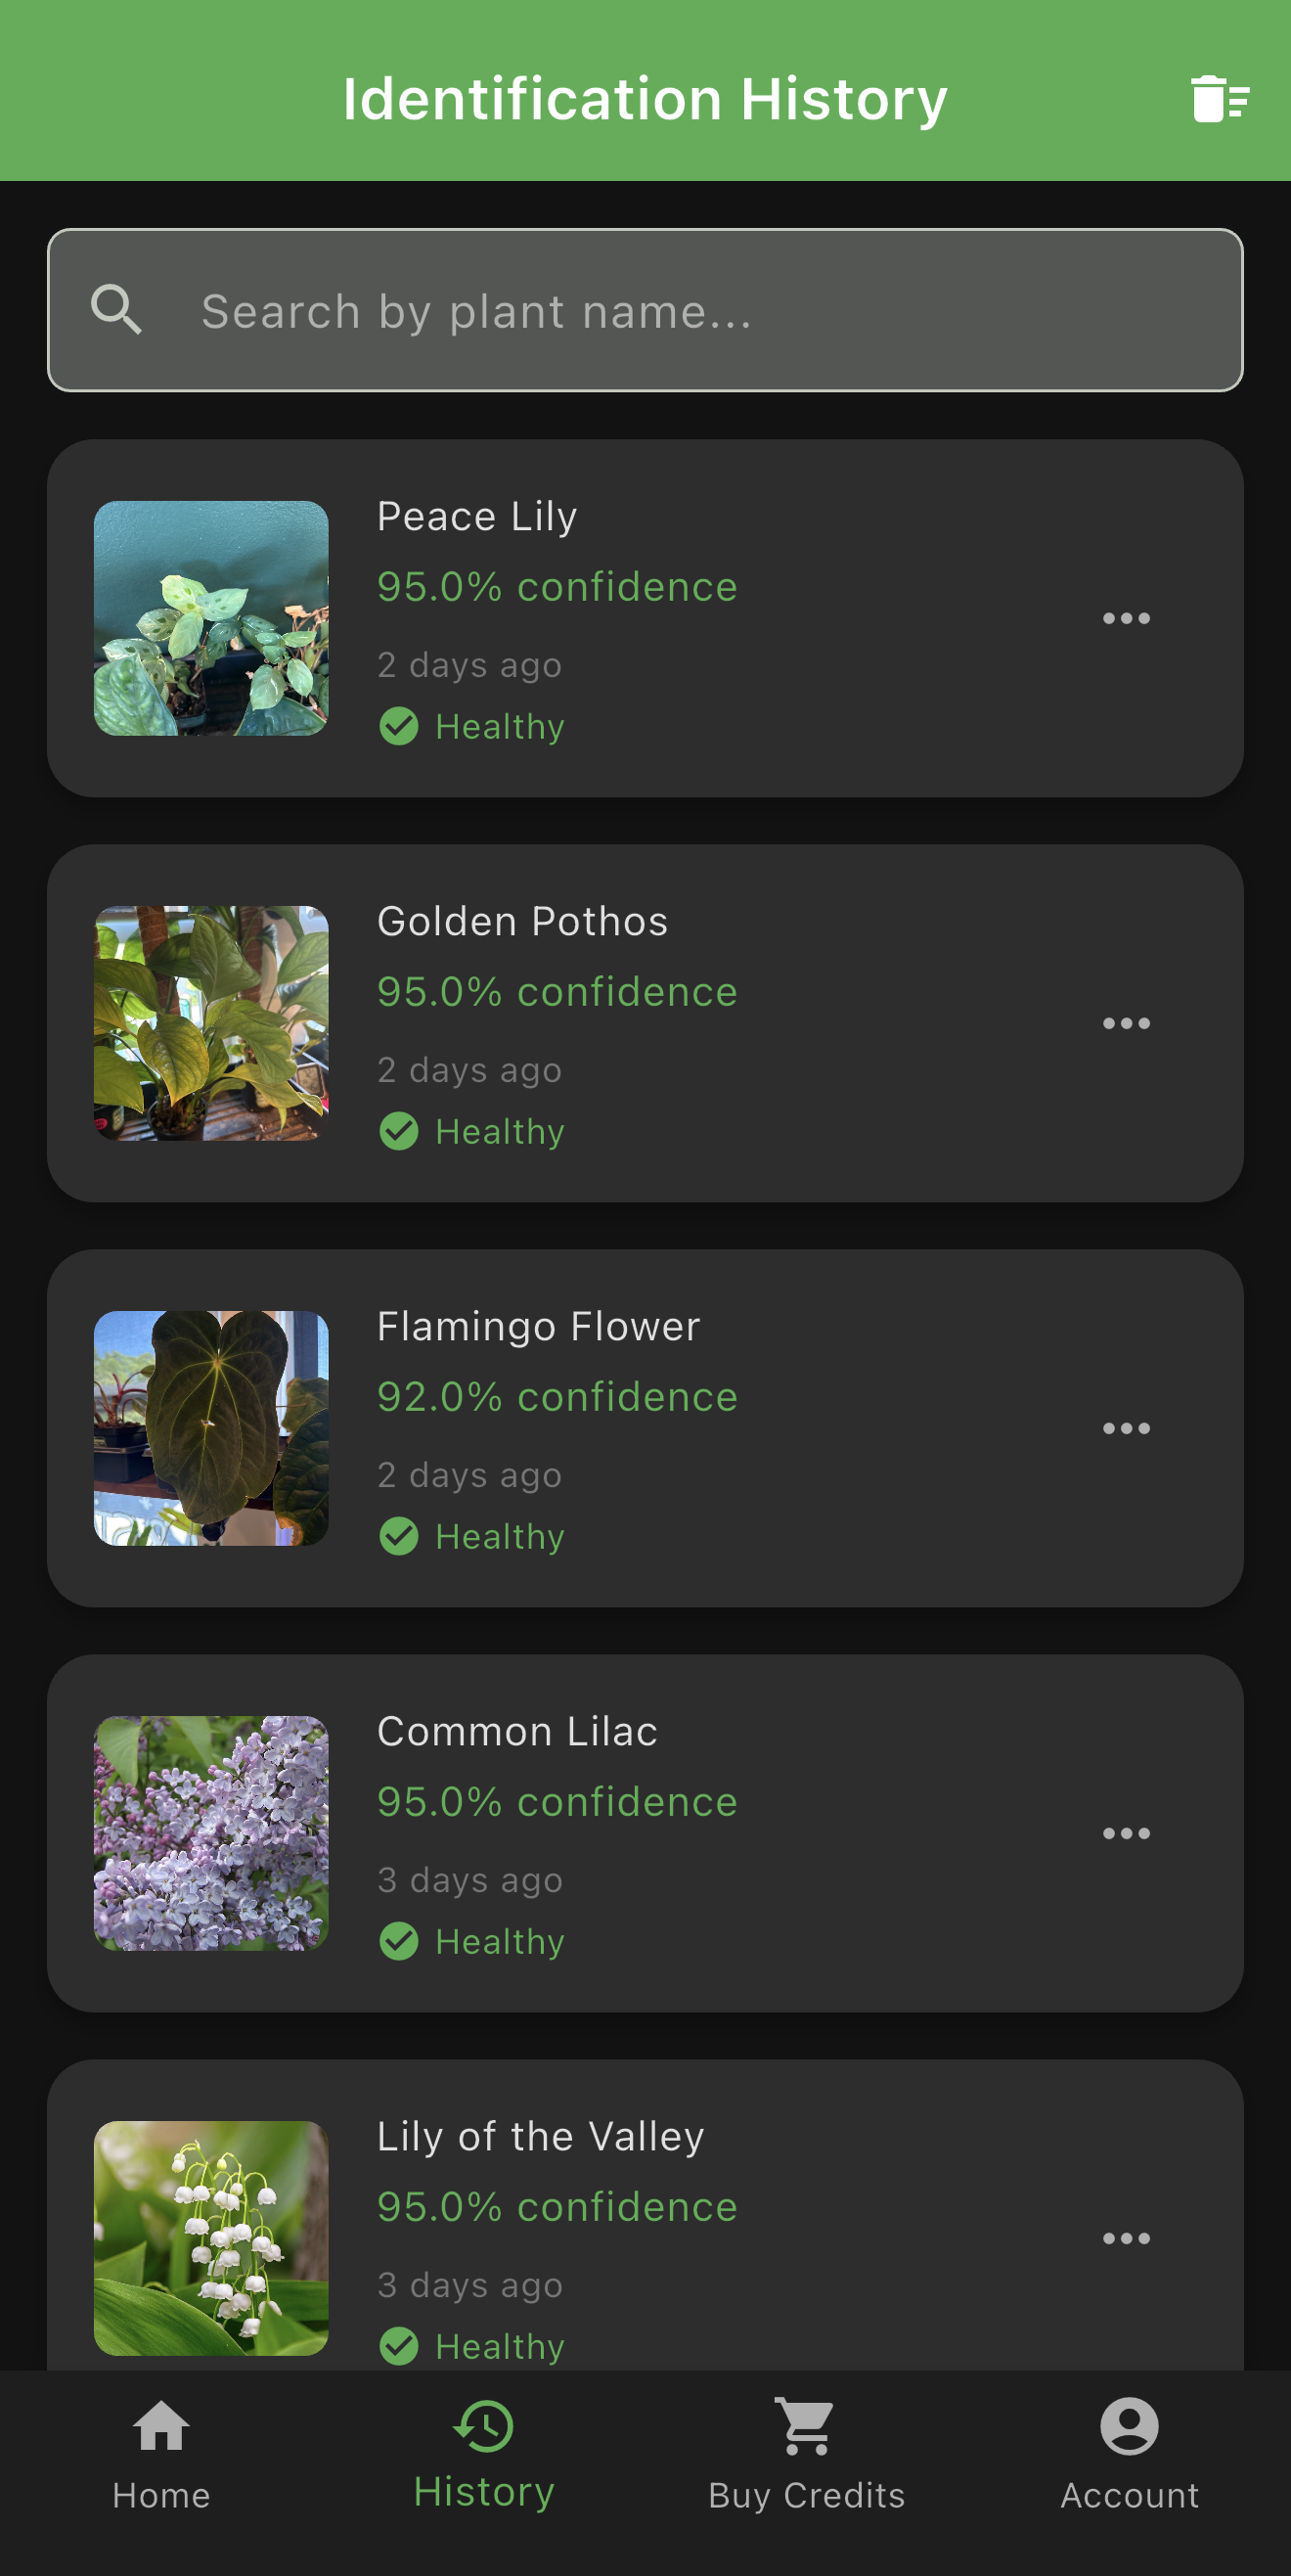 Identification History
Search by plant name...
Peace Lily
95.0% confidence
2 days ago
Healthy
Golden Pothos
95.0% confidence
2 days ago
Healthy
Flamingo Flower
92.0% confidence
2 days ago
Healthy
Common Lilac
95.0% confidence
3 days ago
Healthy
Lily of the Valley
95.0% confidence
3 days ago
Healthy
Home
History
Buy Credits
Account